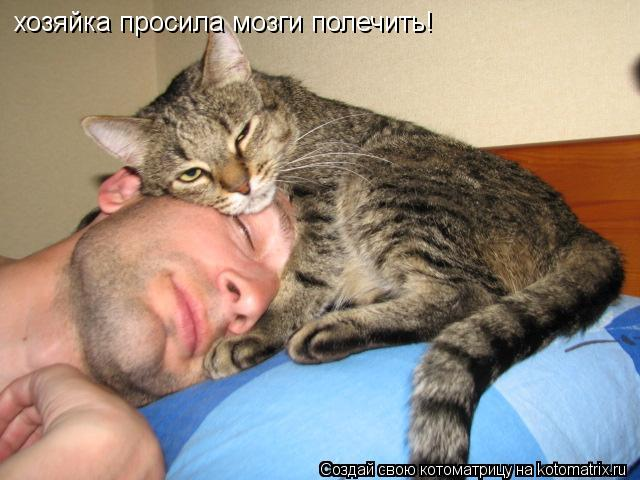 хозяйка просила мозги полечить!
Создай свою котоматрицу на kotomatrix.ru